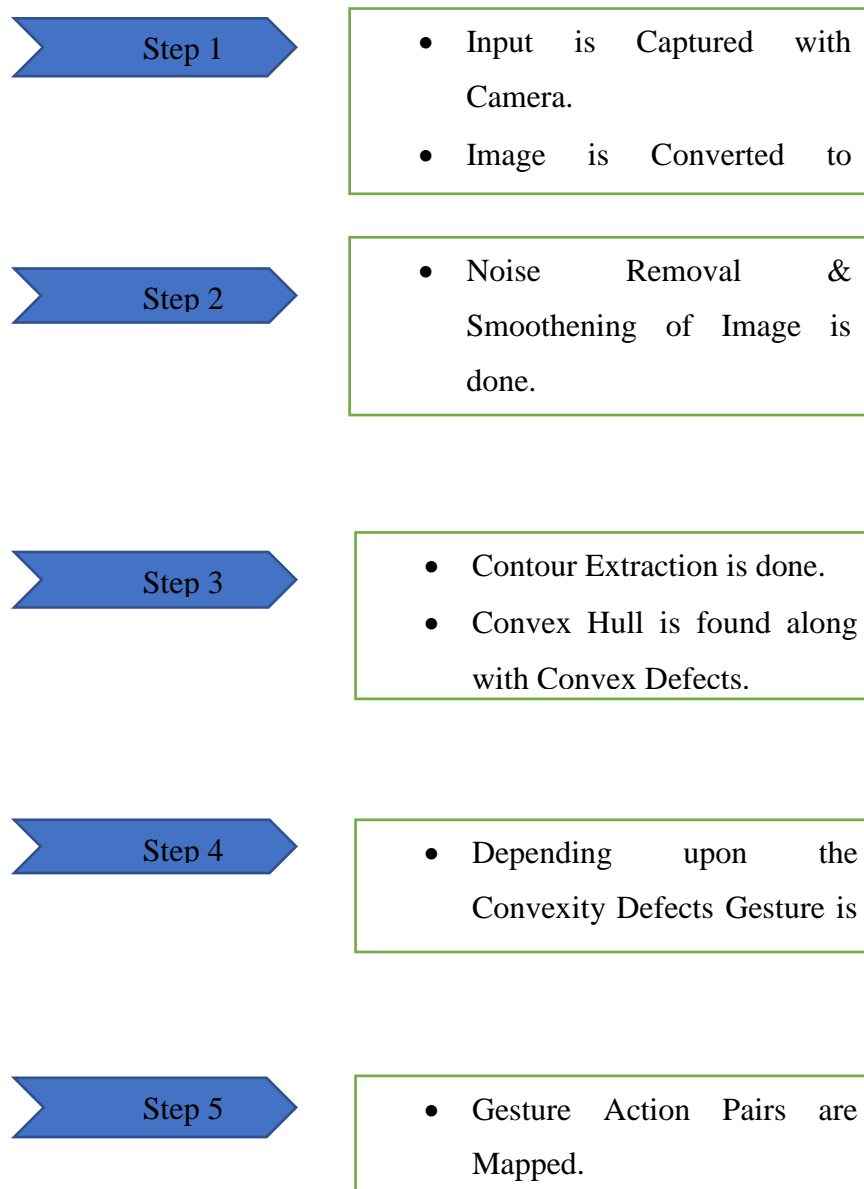 Step 1
• Input is Captured with
Camera.
• Image is Converted to
Step 2
• Noise Removal &
Smoothening of Image is
done.
Step 3
• Contour Extraction is done.
• Convex Hull is found along
with Convex Defects.
Step 4
• Depending upon the
Convexity Defects Gesture is
Step 5
• Gesture Action Pairs are
Mapped.